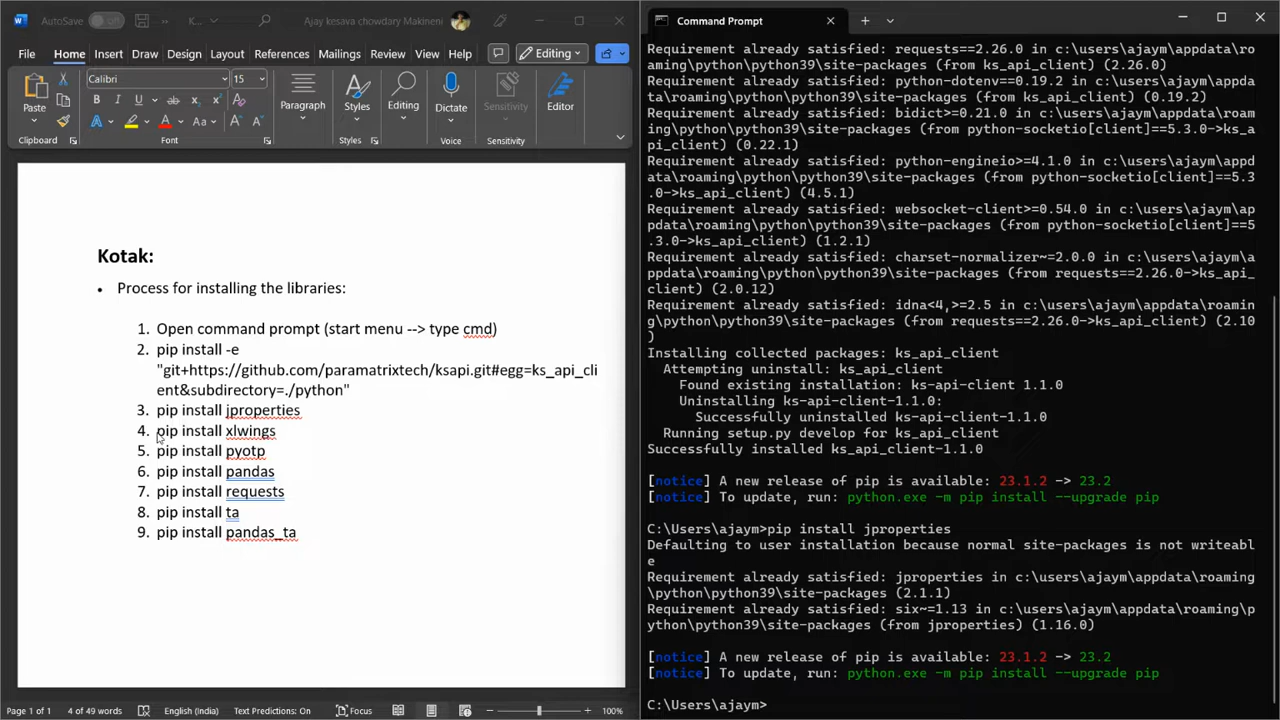 AutoSave
Off
K...
Ajay kesava chowdary Makineni
File
Home
Insert
Draw
Design
Layout
References
Mailings
Review
View
Help
Editing
Paste
Calibri
15
B I U ab x₂ x²
A A Aa A A
Paragraph
Styles
Editing
Dictate
Sensitivity
Editor
Clipboard
Font
Styles
Voice
Sensitivity
Kotak:
• Process for installing the libraries:
1. Open command prompt (start menu --> type cmd)
2. pip install -e
"git+https://github.com/paramatrixtech/ksapi.git#egg=ks_api_cli
ent&subdirectory=./python"
3. pip install jproperties
4. pip install xlwings
5. pip install pyotp
6. pip install pandas
7. pip install requests
8. pip install ta
9. pip install pandas_ta
Page 1 of 1
4 of 49 words
English (India)
Text Predictions: On
Focus
100%
Command Prompt
Requirement already satisfied: requests==2.26.0 in c:\users\ajaym\appdata\ro
aming\python\python39\site-packages (from ks_api_client) (2.26.0)
Requirement already satisfied: python-dotenv==0.19.2 in c:\users\ajaym\appda
ta\roaming\python\python39\site-packages (from ks_api_client) (0.19.2)
Requirement already satisfied: bidict>=0.21.0 in c:\users\ajaym\appdata\roam
ing\python\python39\site-packages (from python-socketio[client]==5.3.0->ks_a
pi_client) (0.22.1)
Requirement already satisfied: python-engineio>=4.1.0 in c:\users\ajaym\appd
ata\roaming\python\python39\site-packages (from python-socketio[client]==5.3
.0->ks_api_client) (4.5.1)
Requirement already satisfied: websocket-client>=0.54.0 in c:\users\ajaym\ap
pdata\roaming\python\python39\site-packages (from python-socketio[client]==5
.3.0->ks_api_client) (1.2.1)
Requirement already satisfied: charset-normalizer~=2.0.0 in c:\users\ajaym\a
ppdata\roaming\python\python39\site-packages (from requests==2.26.0->ks_api_
client) (2.0.12)
Requirement already satisfied: idna<4,>=2.5 in c:\users\ajaym\appdata\roamin
g\python\python39\site-packages (from requests==2.26.0->ks_api_client) (2.10
)
Installing collected packages: ks_api_client
Attempting uninstall: ks_api_client
Found existing installation: ks-api-client 1.1.0
Uninstalling ks-api-client-1.1.0:
Successfully uninstalled ks-api-client-1.1.0
Running setup.py develop for ks_api_client
Successfully installed ks_api_client-1.1.0
[notice] A new release of pip is available: 23.1.2 -> 23.2
[notice] To update, run: python.exe -m pip install --upgrade pip
C:\Users\ajaym>pip install jproperties
Defaulting to user installation because normal site-packages is not writeabl
e
Requirement already satisfied: jproperties in c:\users\ajaym\appdata\roaming
\python\python39\site-packages (2.1.1)
Requirement already satisfied: six~=1.13 in c:\users\ajaym\appdata\roaming\p
ython\python39\site-packages (from jproperties) (1.16.0)
[notice] A new release of pip is available: 23.1.2 -> 23.2
[notice] To update, run: python.exe -m pip install --upgrade pip
C:\Users\ajaym>